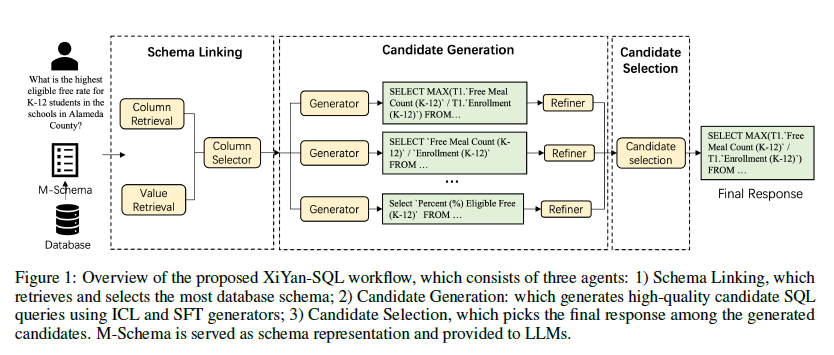 Schema Linking
Candidate Generation
Candidate
Selection
What is the highest
eligible free rate for
K-12 students in the
schools in Alameda
County?
M-Schema
Database
Column
Retrieval
Value
Retrieval
Column
Selector
Generator
SELECT MAX(T1.`Free Meal
Count (K-12)` / T1.`Enrollment
(K-12)`) FROM…
Refiner
Generator
SELECT `Free Meal Count (K-
12)` / `Enrollment (K-12)`
FROM …
Refiner
…
Generator
Select `Percent (%) Eligible Free
(K-12)` FROM …
Refiner
Candidate
selection
SELECT MAX(T1.`Free
Meal Count (K-12)` /
T1.`Enrollment (K-12)`)
FROM …
Final Response
Figure 1: Overview of the proposed XiYan-SQL workflow, which consists of three agents: 1) Schema Linking, which
retrieves and selects the most database schema; 2) Candidate Generation: which generates high-quality candidate SQL
queries using ICL and SFT generators; 3) Candidate Selection, which picks the final response among the generated
candidates. M-Schema is served as schema representation and provided to LLMs.